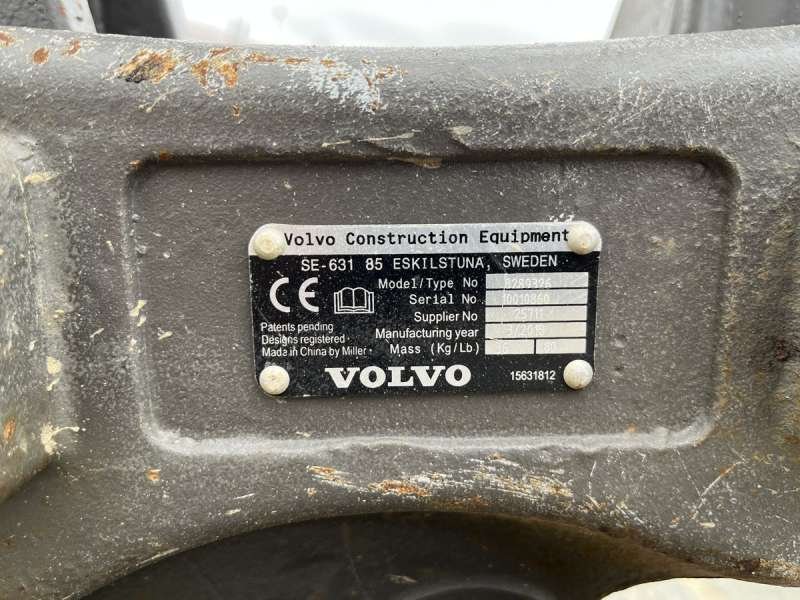 Volvo Construction Equipment
SE-631 85 ESKILSTUNA, SWEDEN
Model/Type No 8280326
Serial No
Supplier No
Patents pending
Designs registered
Made in China by Miller
Manufacturing year
Mass (Kg/Lb)
VOLVO
15631812